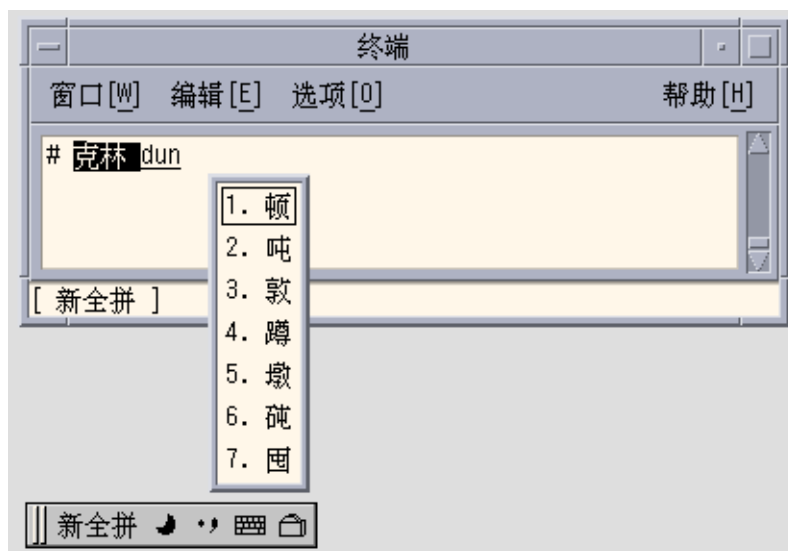 终端
窗口[W] 编辑[E] 选项[O] 帮助[H]
# 克林 dun
1. 顿
2. 吨
3. 敦
4. 蹲
5. 墩
6. 砘
7. 囤
[ 新全拼 ]
新全拼